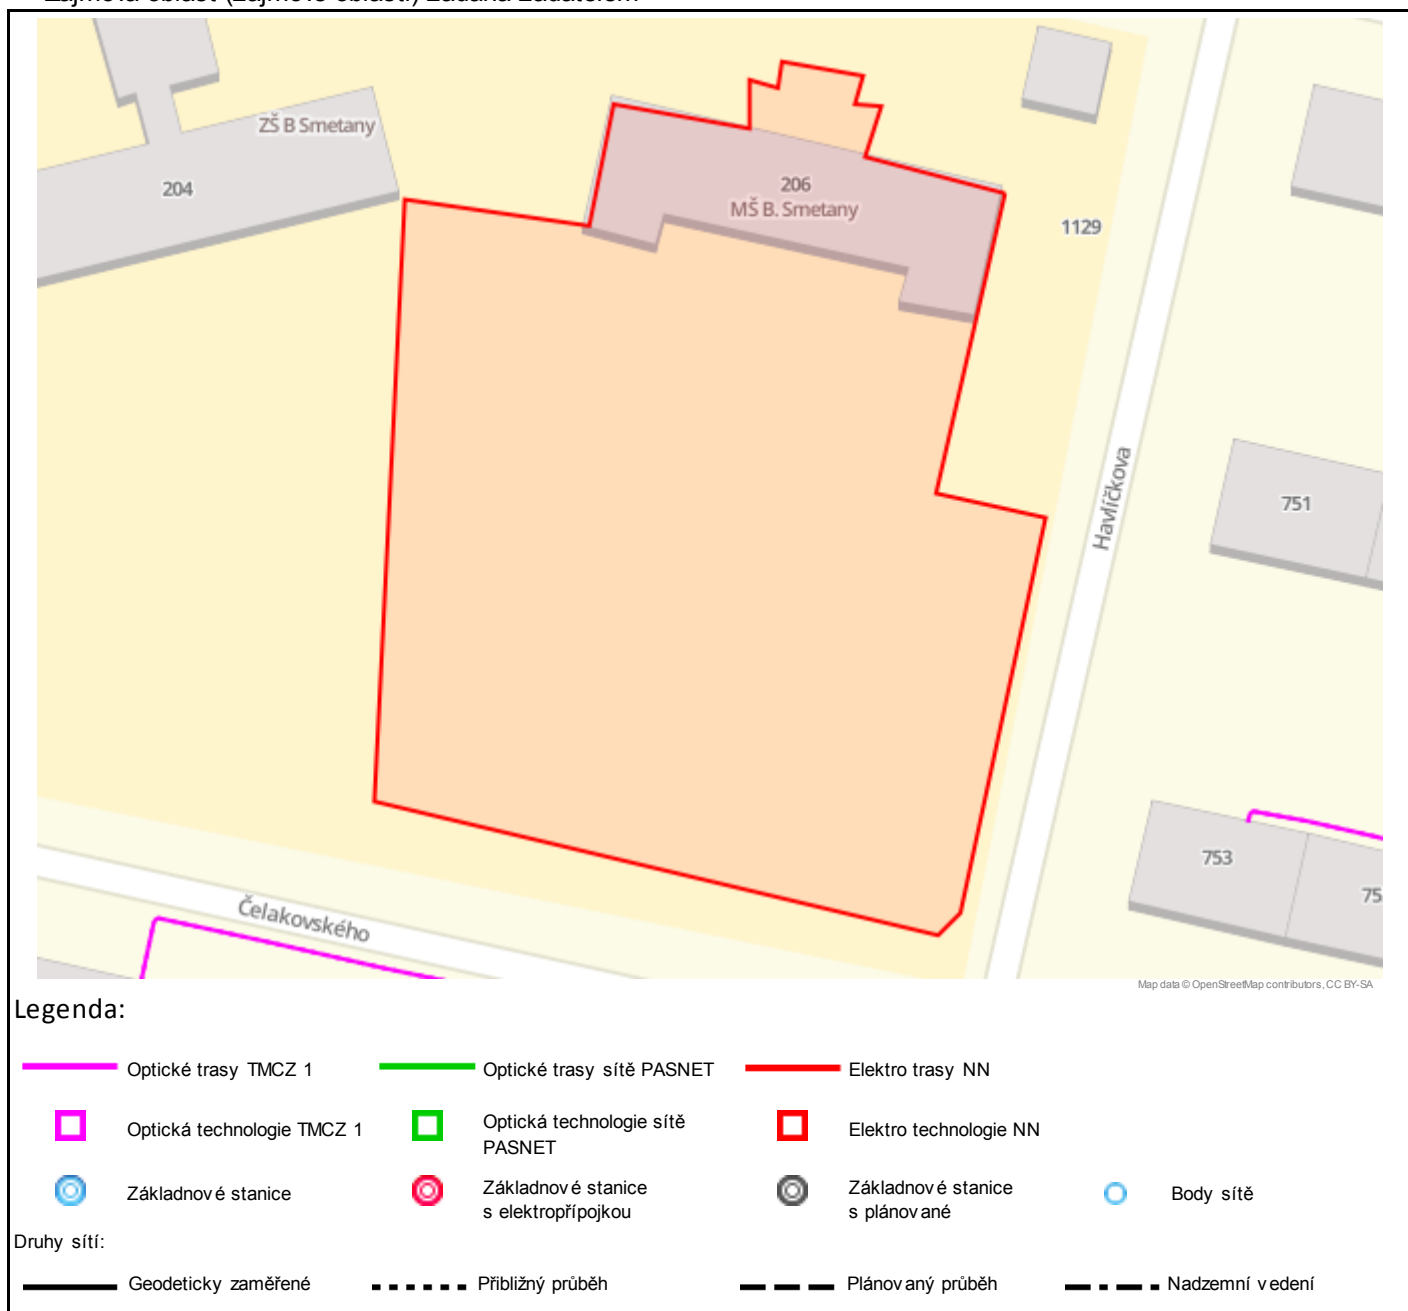 ZŠ B Smetany
204
206
MŠ B. Smetany
1129
Havlíčkova
751
753
75
Čelakovského
Map data © OpenStreetMap contributors, CC BY-SA
Legenda:
Optické trasy TMCZ 1
Optické trasy sítě PASNET
Elektro trasy NN
Optická technologie TMCZ 1
Optická technologie sítě
PASNET
Elektro technologie NN
Základnové stanice
Základnové stanice
s elektropřípojkou
Základnové stanice
s plánované
Body sítě
Druhy sítí:
Geodeticky zaměřené
Přibližný průběh
Plánovaný průběh
Nadzemní vedení